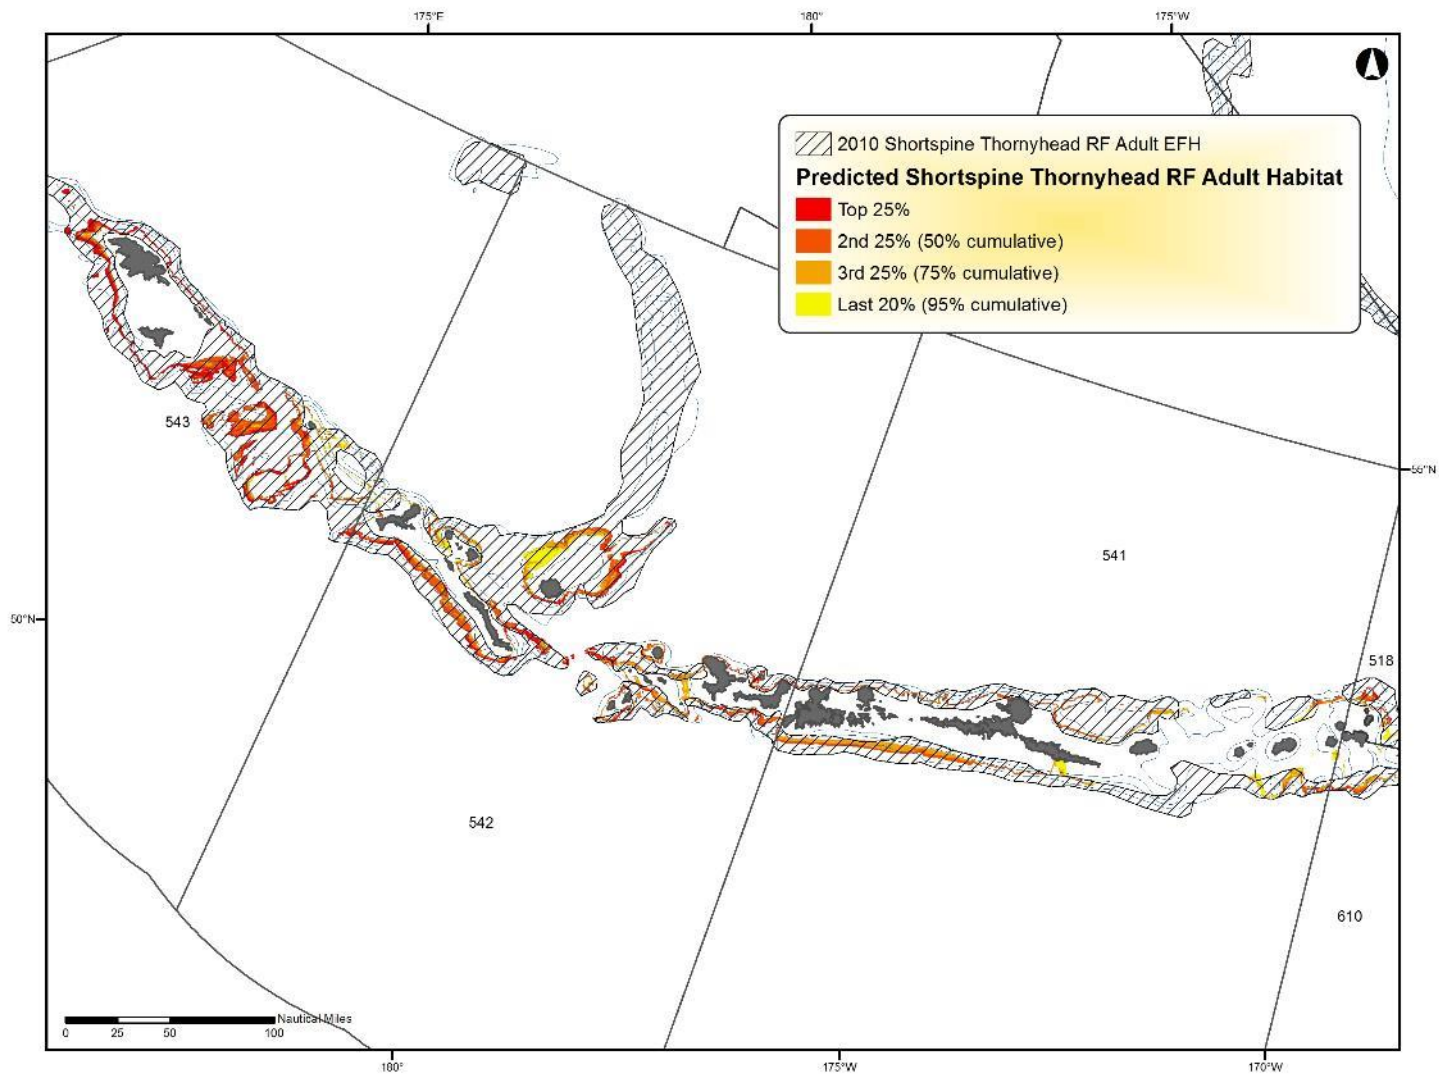 175°E
180°
175°W
2010 Shortspine Thornyhead RF Adult EFH
Predicted Shortspine Thornyhead RF Adult Habitat
Top 25%
2nd 25% (50% cumulative)
3rd 25% (75% cumulative)
Last 20% (95% cumulative)
543
55°N
541
50°N
518
542
610
Nautical Miles
0 25 50 100
180°
175°W
170°W